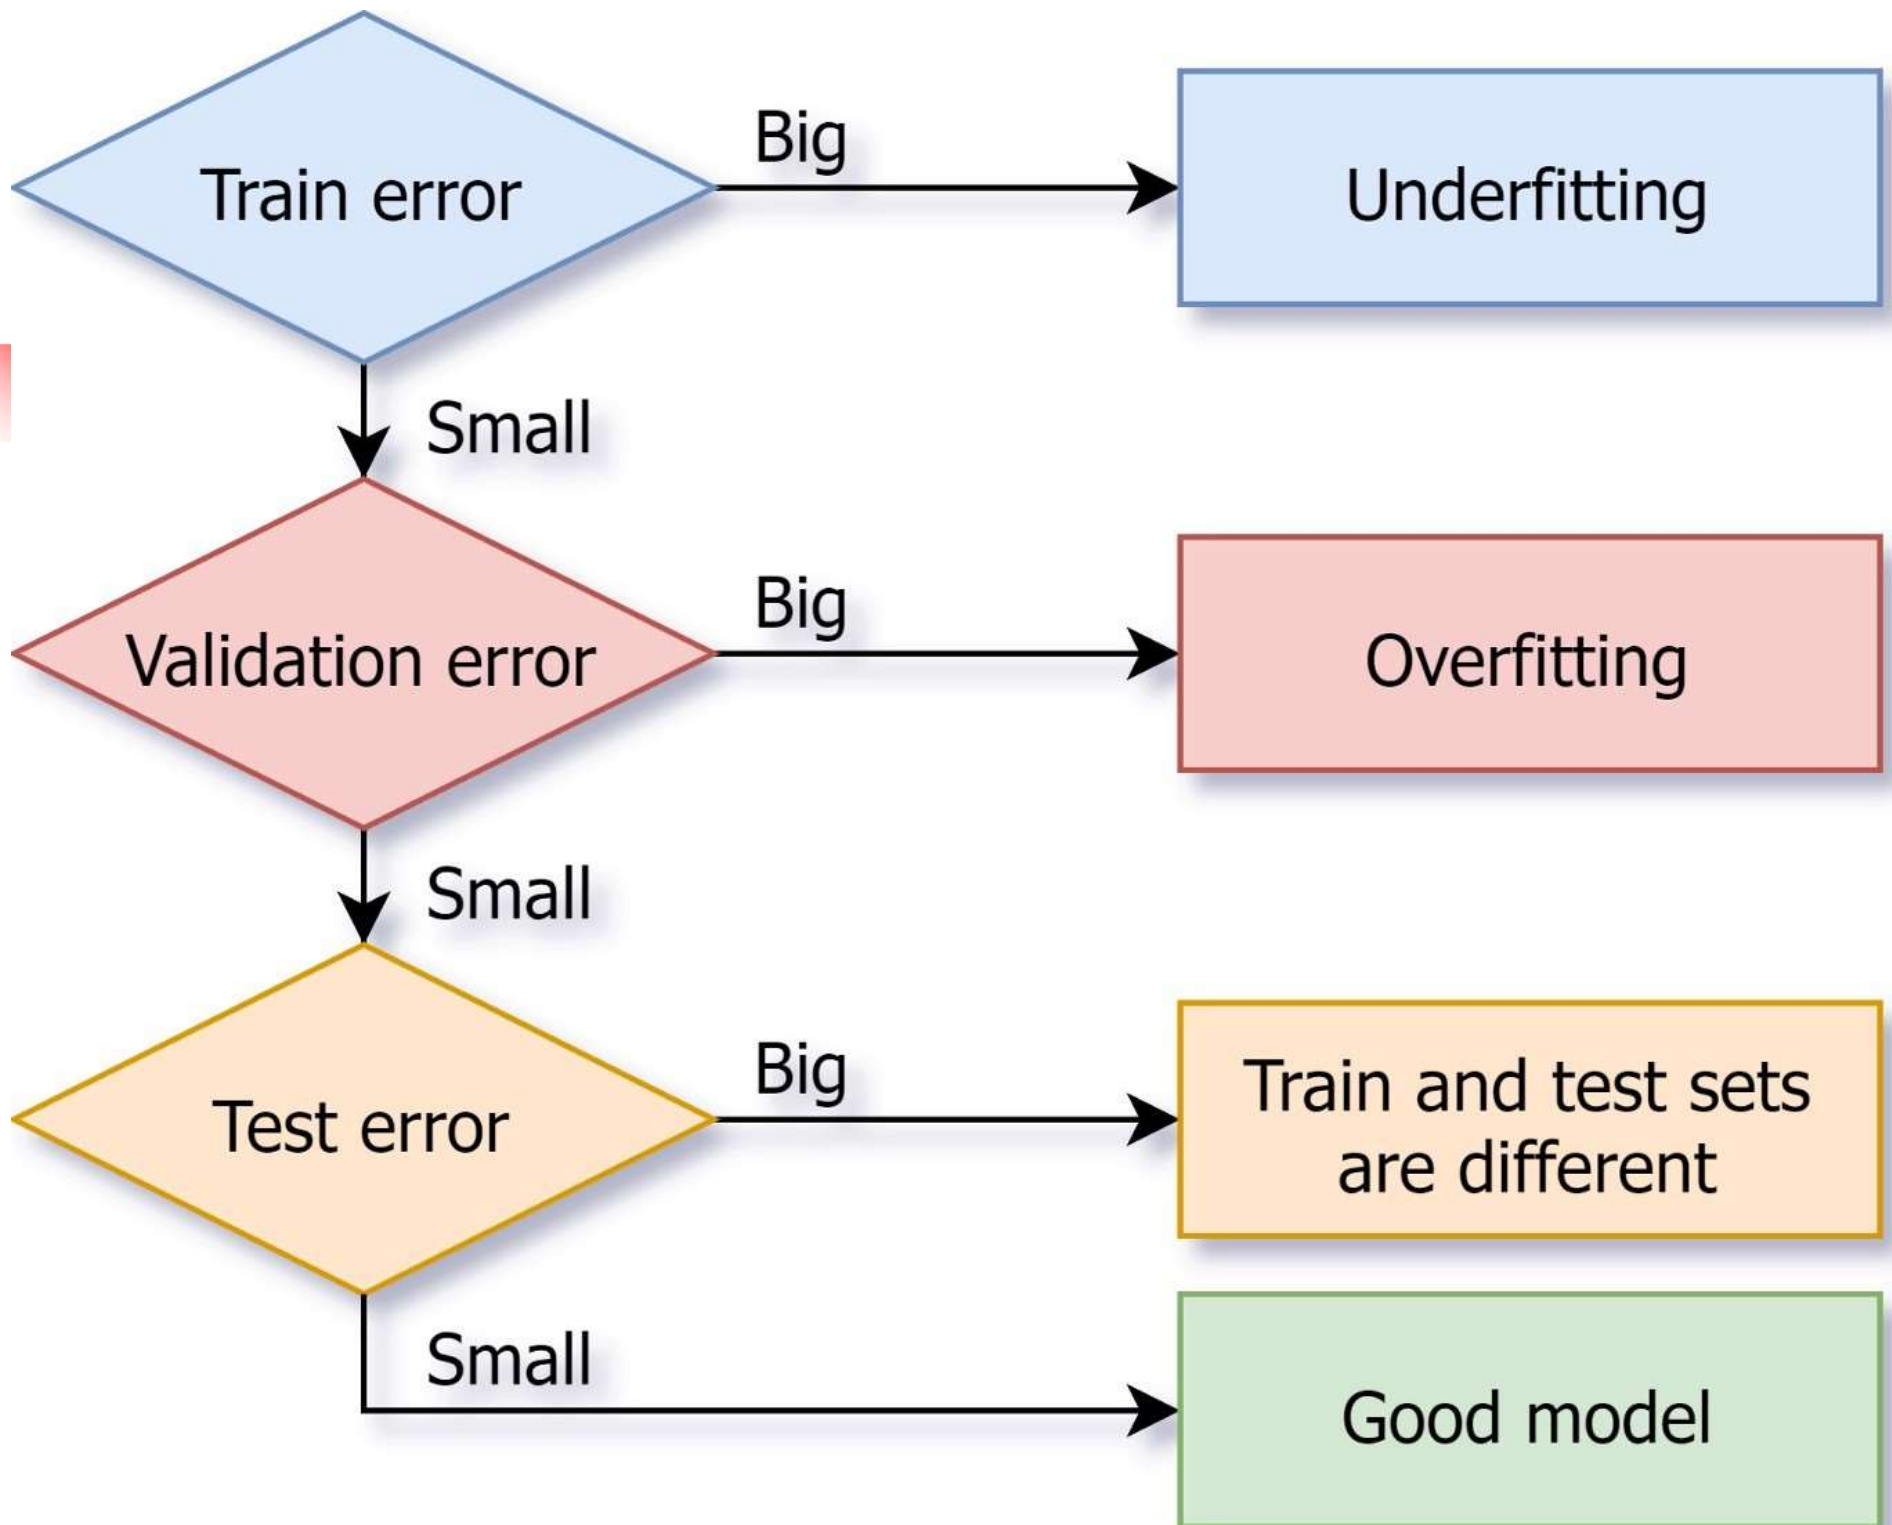 Train error
Big
Underfitting
Small
Validation error
Big
Overfitting
Small
Test error
Big
Train and test sets
are different
Small
Good model